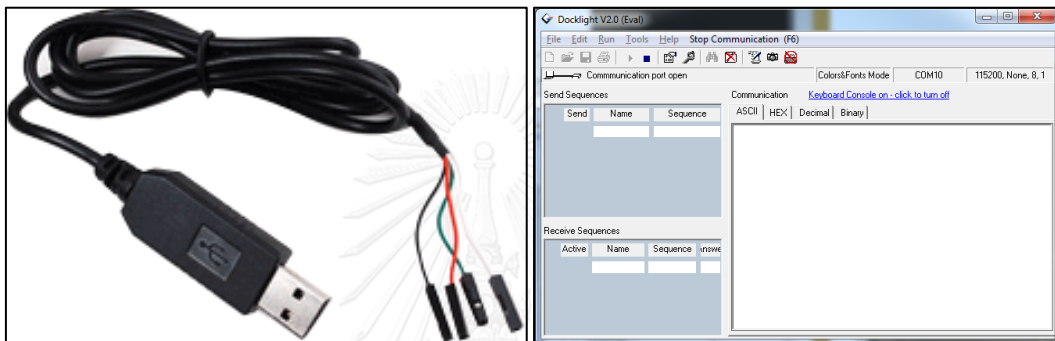 Docklight V2.0 (Eval)
File Edit Run Tools Help Stop Communication (F6)
Commmunication port open Colors&Fonts Mode COM10 115200, None, 8, 1
Send Sequences
Send Name Sequence
Communication Keyboard Console on - click to turn off
ASCII HEX Decimal Binary
Receive Sequences
Active Name Sequence nswe